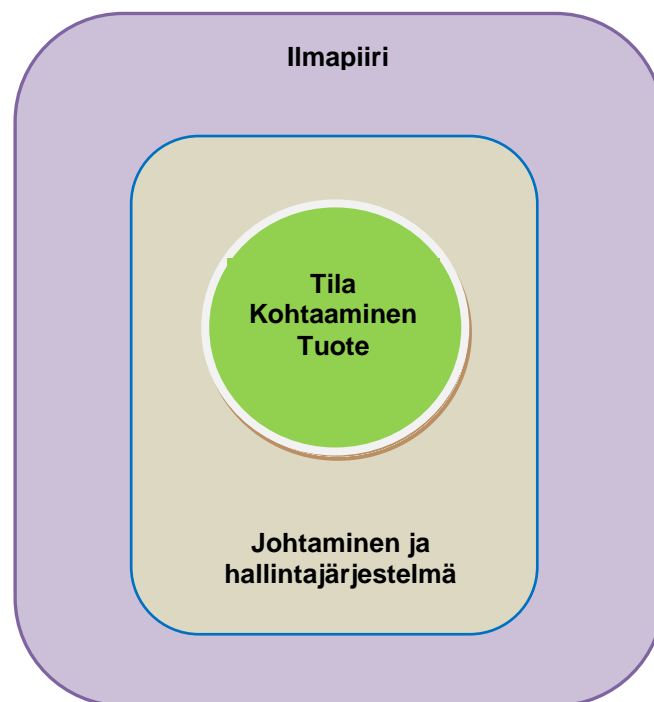 Ilmapiiri
Tila
Kohtaaminen
Tuote
Johtaminen ja
hallintajärjestelmä